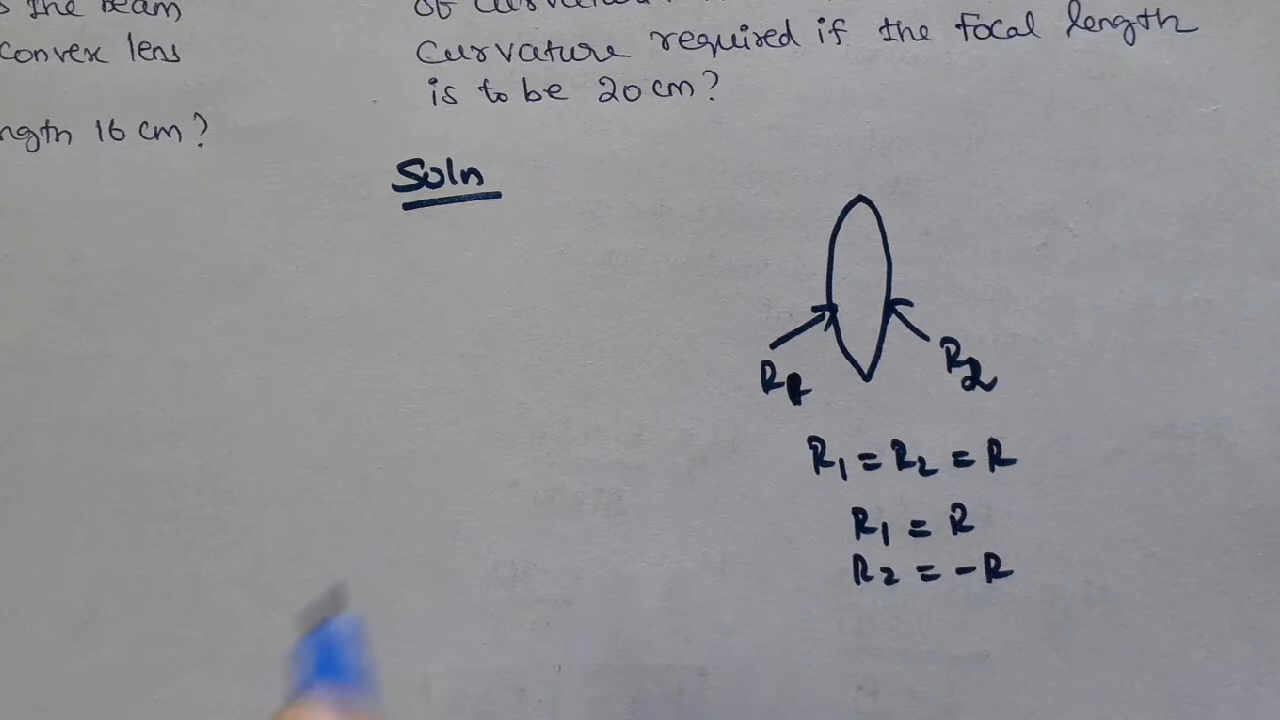 the beam
convex lens
ngth 16 cm?
of
curvature required if the focal length
is to be 20 cm?
Soln
R1
R2
R1 = R2 = R
R1 = R
R2 = -R